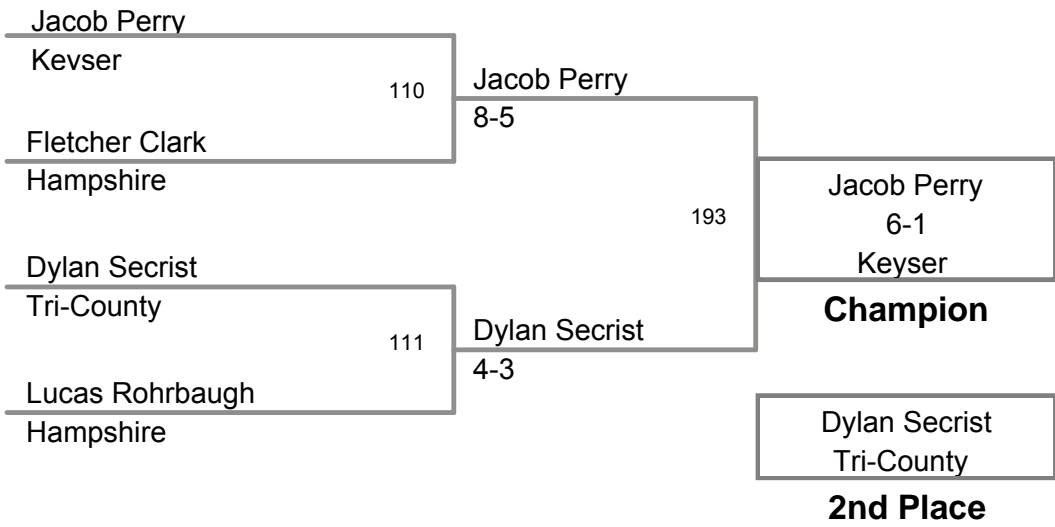 Jacob Perry
Keyser
110
Fletcher Clark
Hampshire
Jacob Perry
8-5
Dylan Secrist
Tri-County
111
Lucas Rohrbaugh
Hampshire
Dylan Secrist
4-3
193
Jacob Perry
6-1
Keyser
Champion
Dylan Secrist
Tri-County
2nd Place